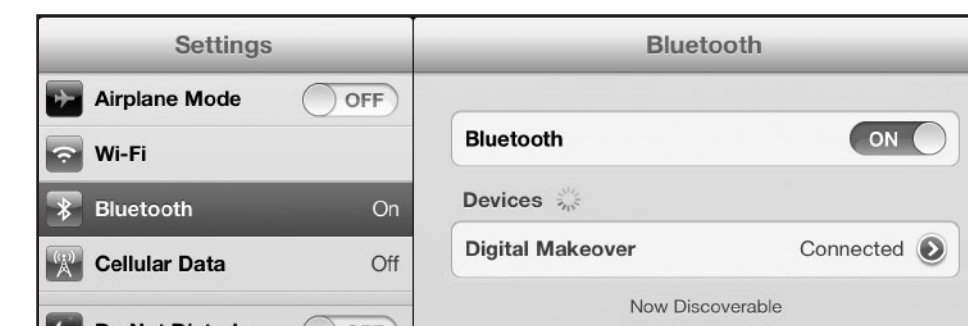 Settings
Airplane Mode OFF
Wi-Fi
Bluetooth On
Cellular Data Off
Bluetooth
Bluetooth ON
Devices
Digital Makeover Connected
Now Discoverable